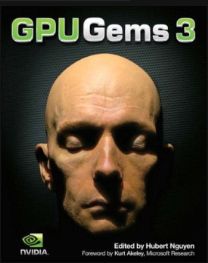 GPU Gems 3
Edited by Hubert Nguyen
Foreword by Kurt Akeley, Microsoft Research
NVIDIA.